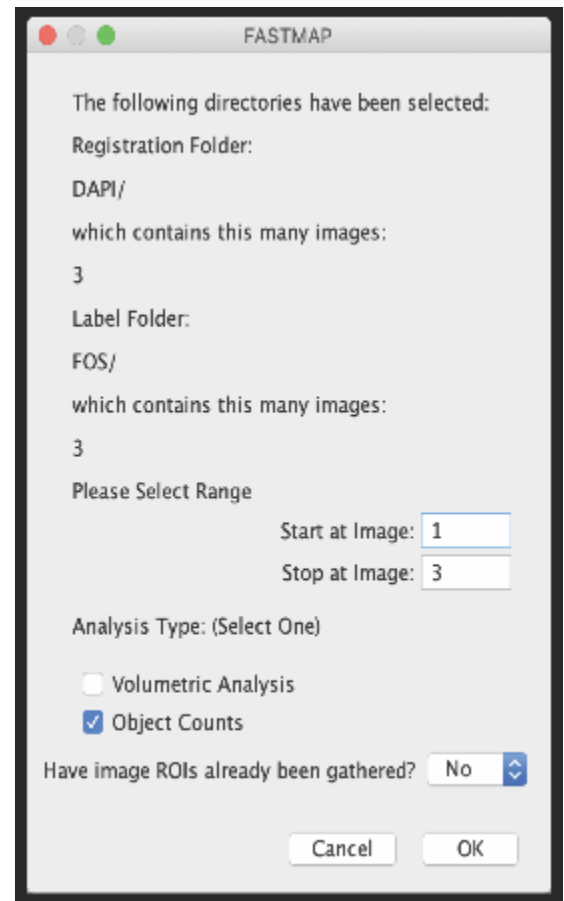 FASTMAP
The following directories have been selected:
Registration Folder:
DAPI/
which contains this many images:
3
Label Folder:
FOS/
which contains this many images:
3
Please Select Range
Start at Image: 1
Stop at Image: 3
Analysis Type: (Select One)
Volumetric Analysis
Object Counts
Have image ROIs already been gathered? No
Cancel OK